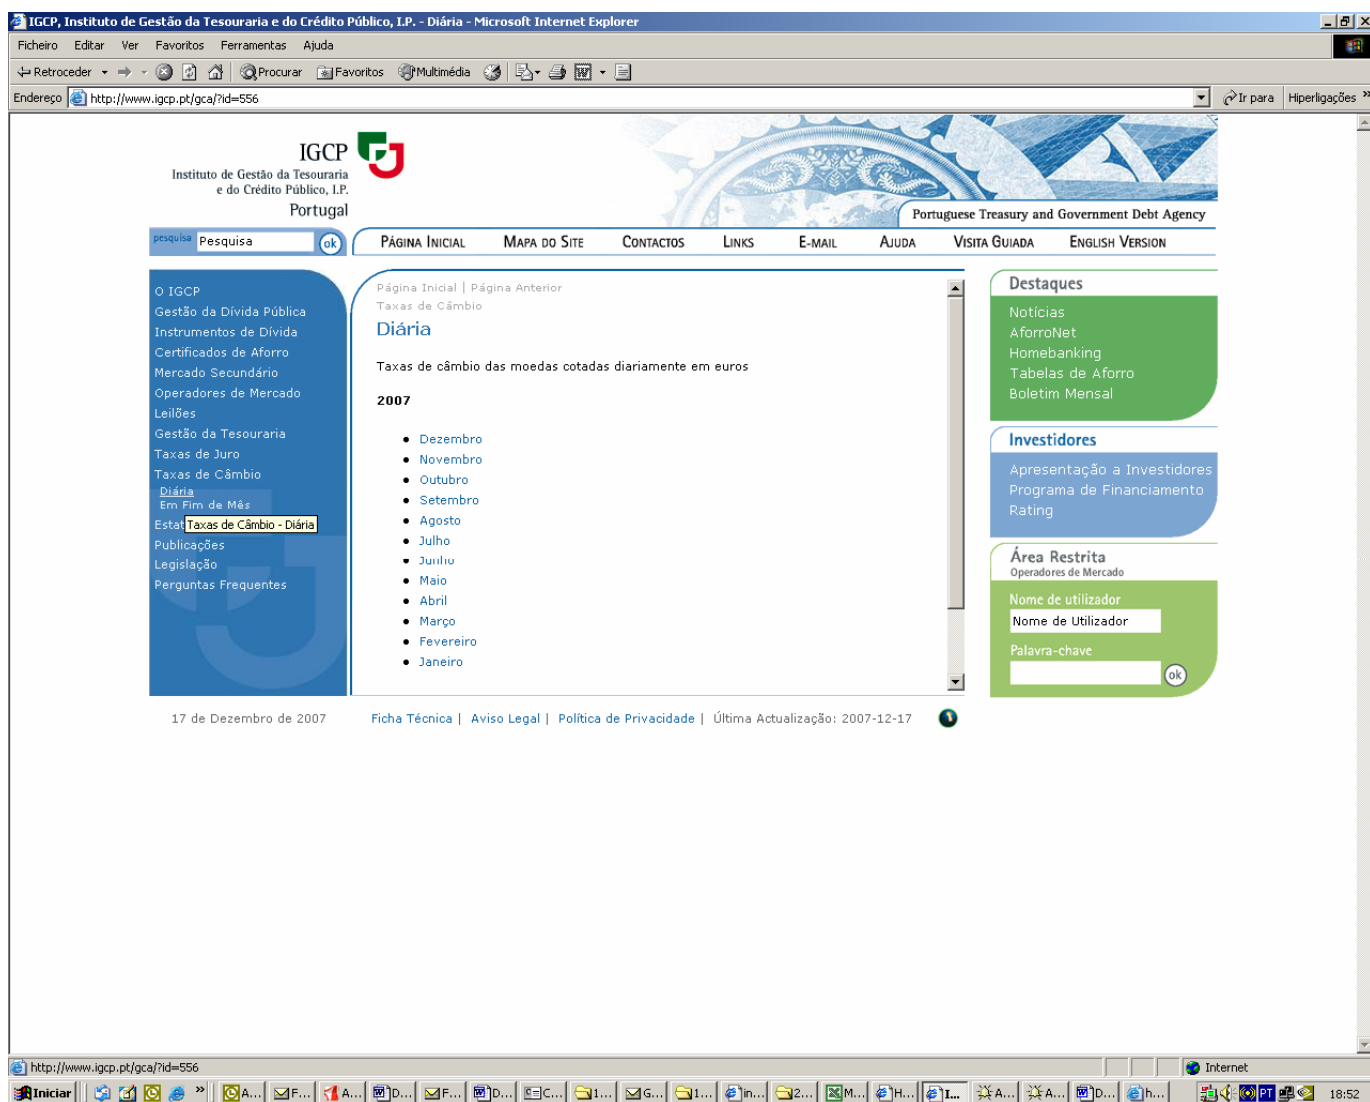 IGCP, Instituto de Gestão da Tesouraria e do Crédito Público, I.P. - Diária - Microsoft Internet Explorer
Ficheiro Editar Ver Favoritos Ferramentas Ajuda
Retroceder Procurar Favoritos Multimédia
Endereço http://www.igcp.pt/gca/?id=556 Ir para Hiperligações »
IGCP
Instituto de Gestão da Tesouraria
e do Crédito Público, I.P.
Portugal
Portuguese Treasury and Government Debt Agency
pesquisa Pesquisa ok
PÁGINA INICIAL MAPA DO SITE CONTACTOS LINKS E-MAIL AJUDA VISITA GUIADA ENGLISH VERSION
O IGCP
Gestão da Dívida Pública
Instrumentos de Dívida
Certificados de Aforro
Mercado Secundário
Operadores de Mercado
Leilões
Gestão da Tesouraria
Taxas de Juro
Taxas de Câmbio
Diária
Em Fim de Mês
Estat
Taxas de Câmbio - Diária
Publicações
Legislação
Perguntas Frequentes
Página Inicial | Página Anterior
Taxas de Câmbio
Diária
Taxas de câmbio das moedas cotadas diariamente em euros
2007
Dezembro
Novembro
Outubro
Setembro
Agosto
Julho
Junho
Maio
Abril
Março
Fevereiro
Janeiro
Destaques
Notícias
AforroNet
Homebanking
Tabelas de Aforro
Boletim Mensal
Investidores
Apresentação a Investidores
Programa de Financiamento
Rating
Área Restrita
Operadores de Mercado
Nome de utilizador
Nome de Utilizador
Palavra-chave
ok
17 de Dezembro de 2007 Ficha Técnica | Aviso Legal | Política de Privacidade | Última Actualização: 2007-12-17
http://www.igcp.pt/gca/?id=556 Internet
Iniciar » A... F... A... D... F... D... C... 1... G... 1... in... 2... M... H... I... A... A... D... h... PT 18:52